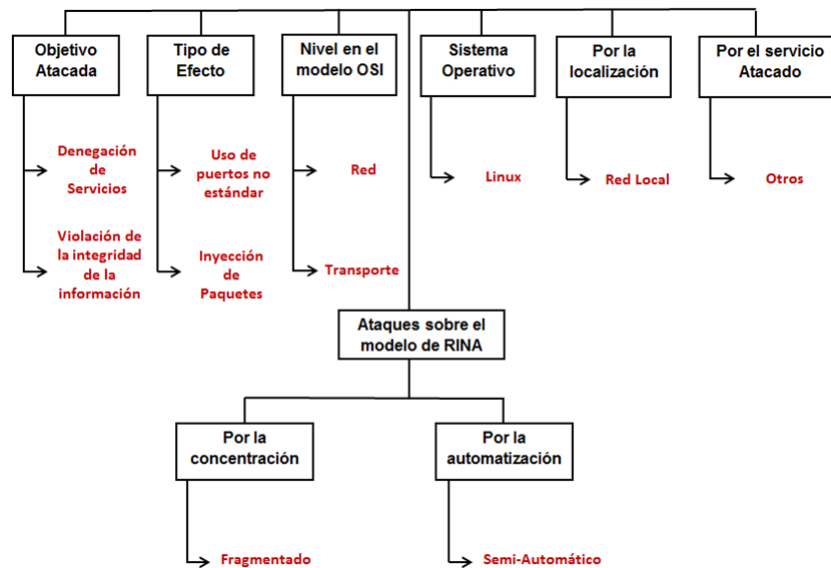 Objetivo
Atacada
Tipo de
Efecto
Nivel en el
modelo OSI
Sistema
Operativo
Por la
localización
Por el servicio
Atacado
Denegación
de
Servicios
Uso de
puertos no
estándar
Red
Linux
Red Local
Otros
Violación de
la integridad
de la
información
Inyección
de
Paquetes
Transporte
Ataques sobre el
modelo de RINA
Por la
concentración
Por la
automatización
Fragmentado
Semi-Automático